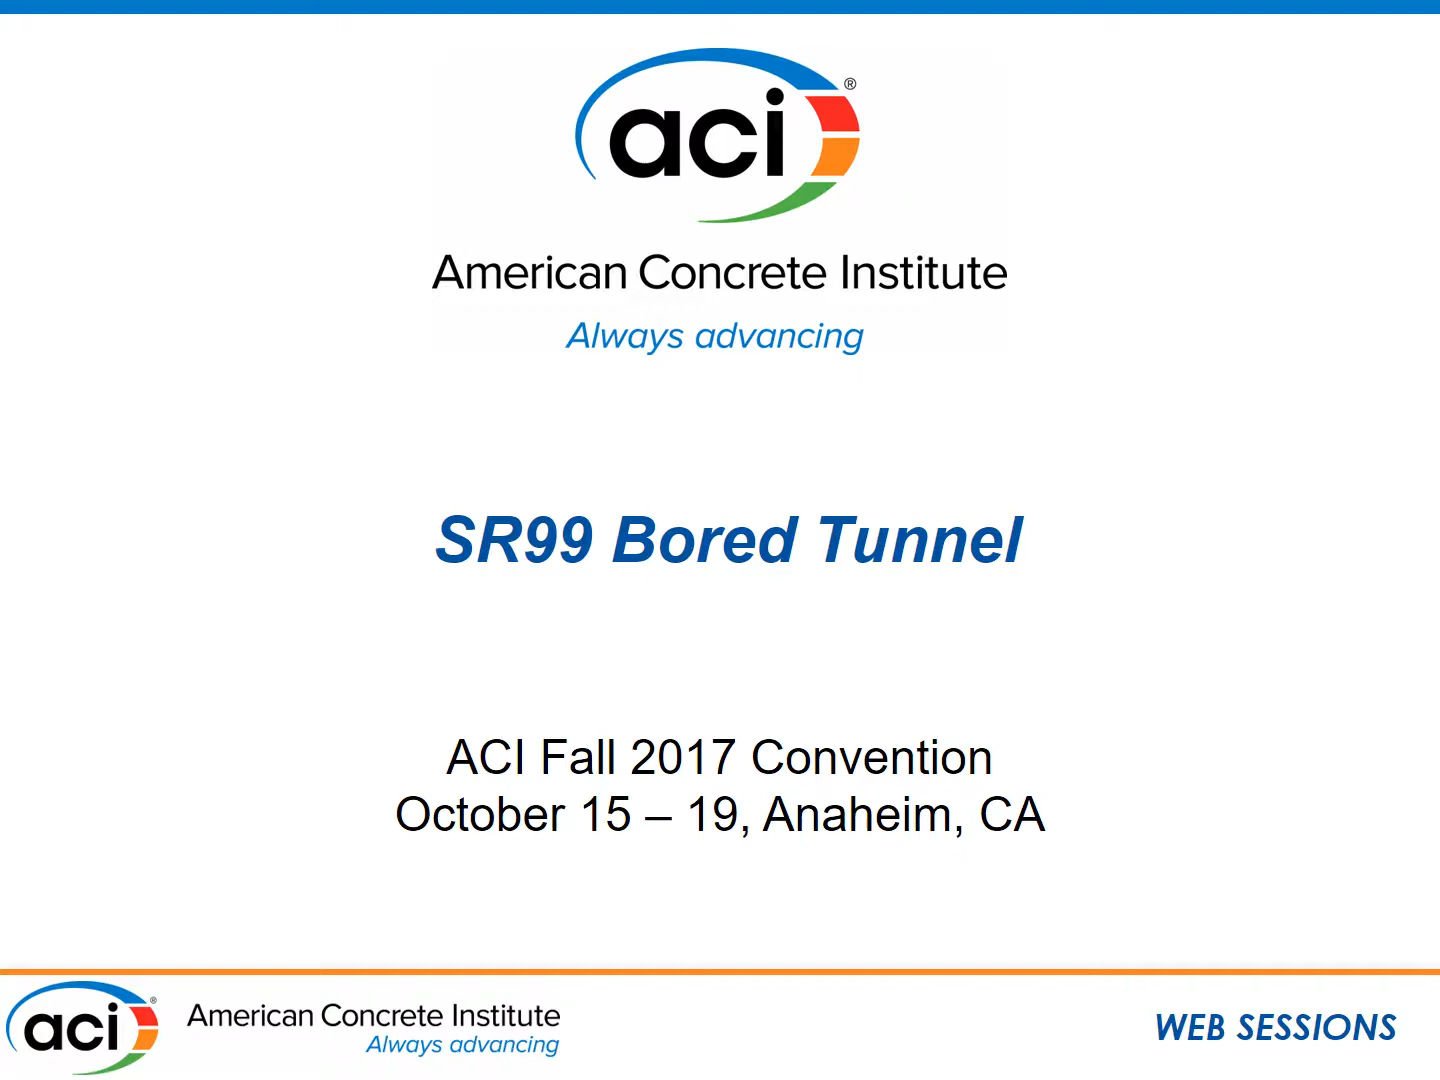 aci®
American Concrete Institute
Always advancing
SR99 Bored Tunnel
ACI Fall 2017 Convention
October 15 – 19, Anaheim, CA
aci®
American Concrete Institute
Always advancing
WEB SESSIONS